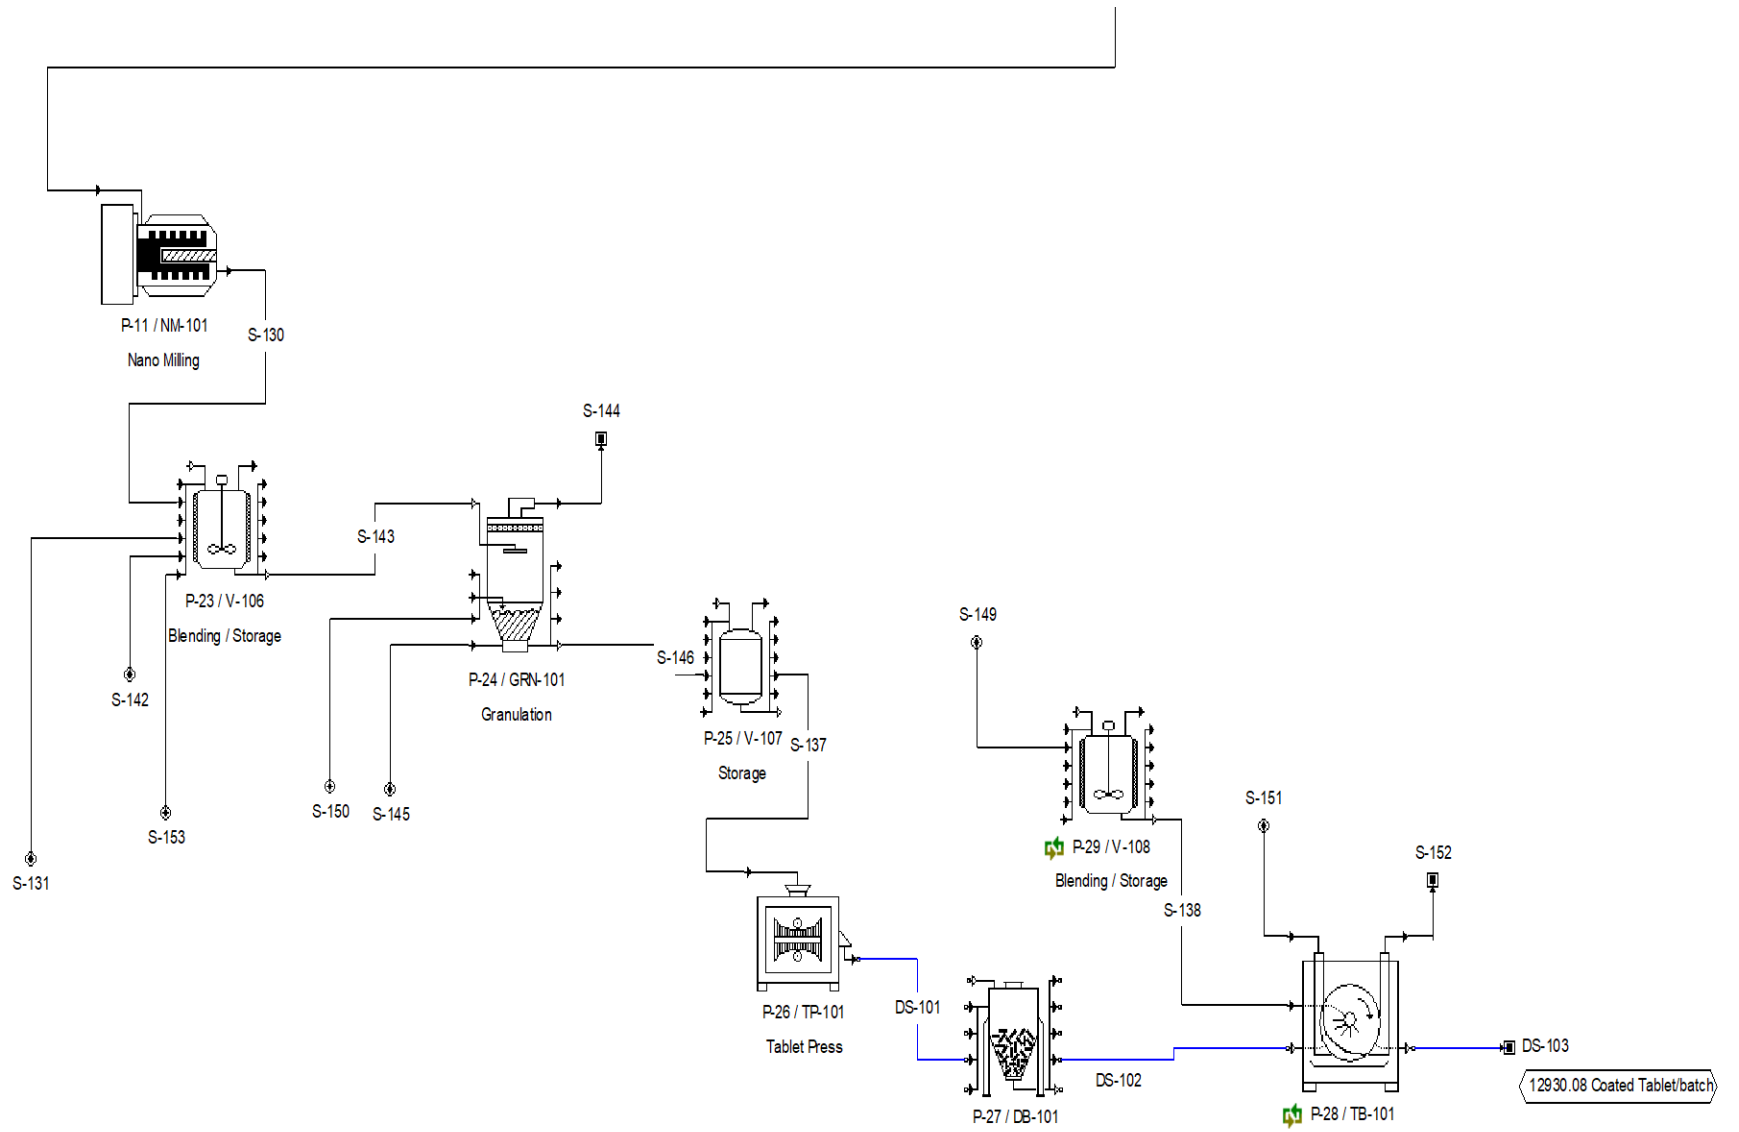 P-11 / NM-101
Nano Milling
S-130
S-144
S-143
P-23 / V-106
Blending / Storage
S-142
S-153
S-131
P-24 / GRN-101
Granulation
S-150
S-145
S-146
P-25 / V-107
Storage
S-137
S-149
P-29 / V-108
Blending / Storage
S-138
S-151
S-152
P-26 / TP-101
Tablet Press
DS-101
P-27 / DB-101
DS-102
P-28 / TB-101
DS-103
12930.08 Coated Tablet/batch